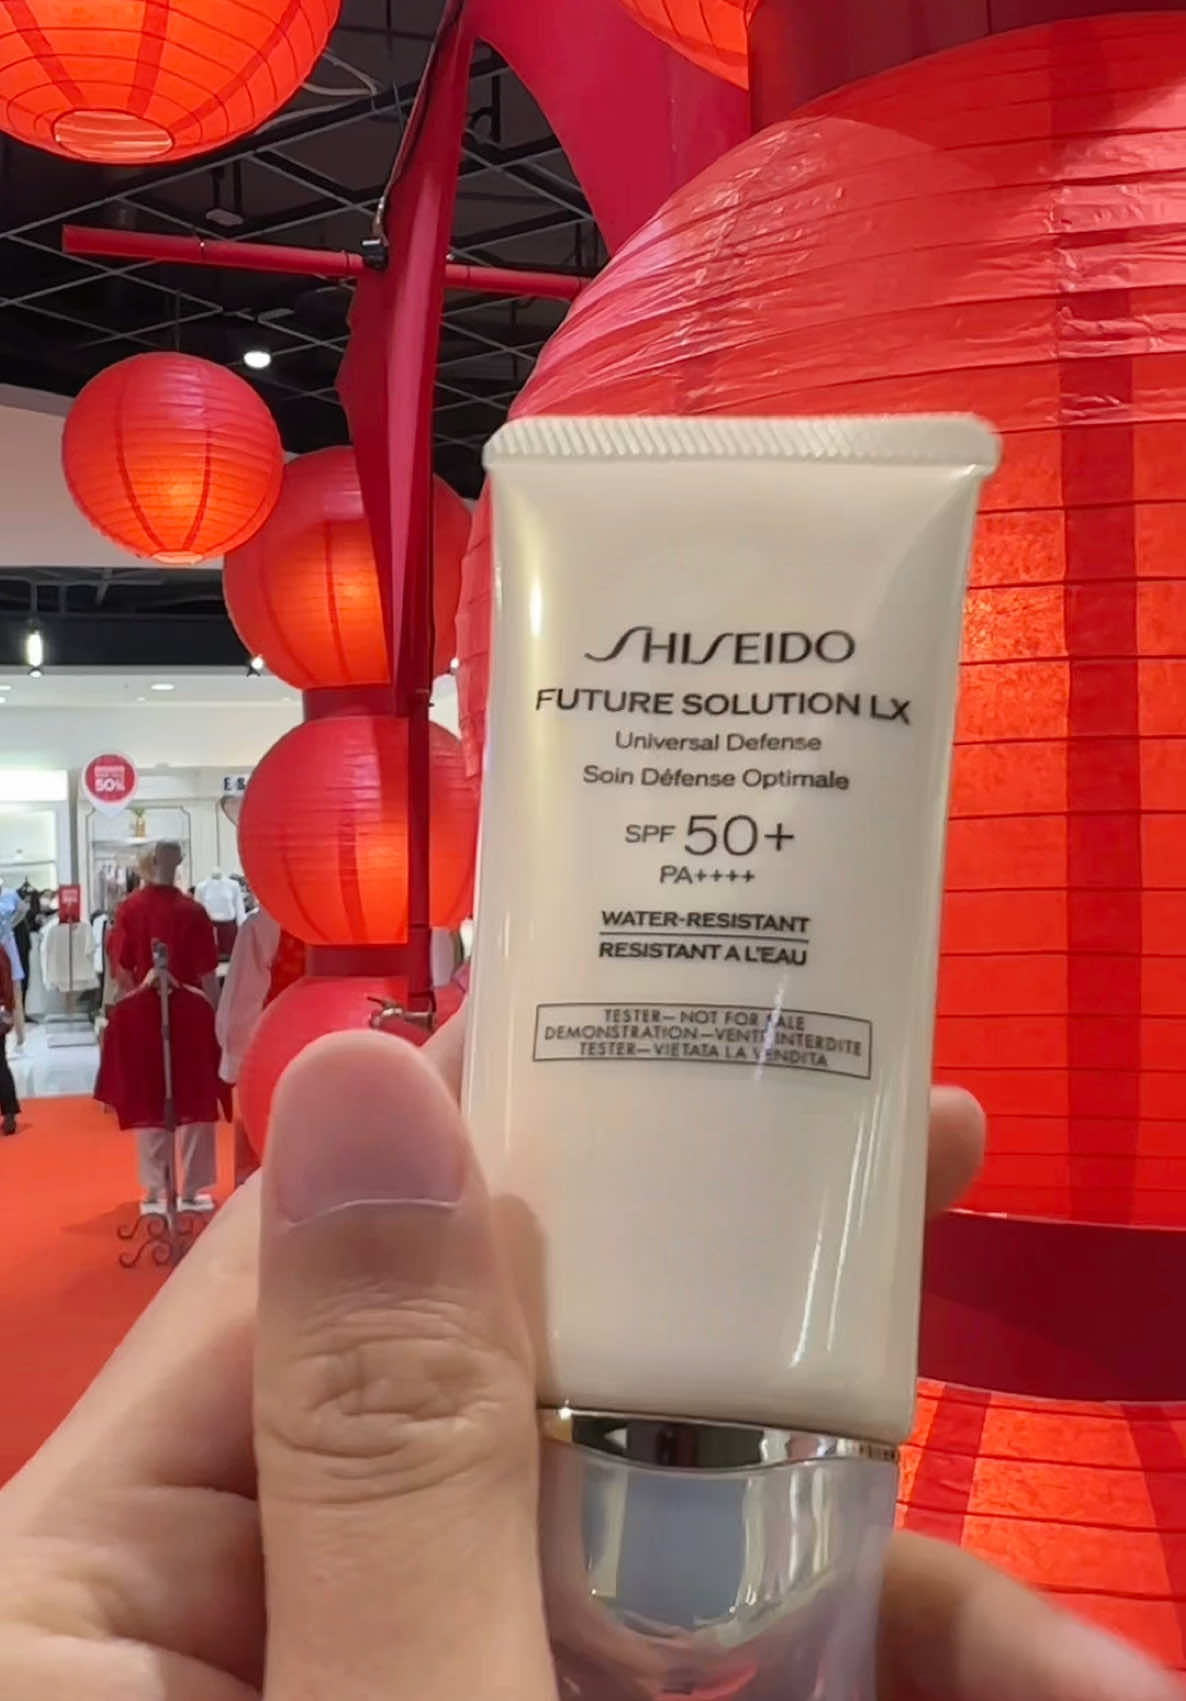 SHISEIDO
FUTURE SOLUTION LX
Universal Defense
Soin Défense Optimale
SPF 50+
PA++++
WATER-RESISTANT
RESISTANT A L'EAU
TESTER—NOT FOR SALE
DEMONSTRATION—VENTE INTERDITE
TESTER—VIETATA LA VENDITA
50%